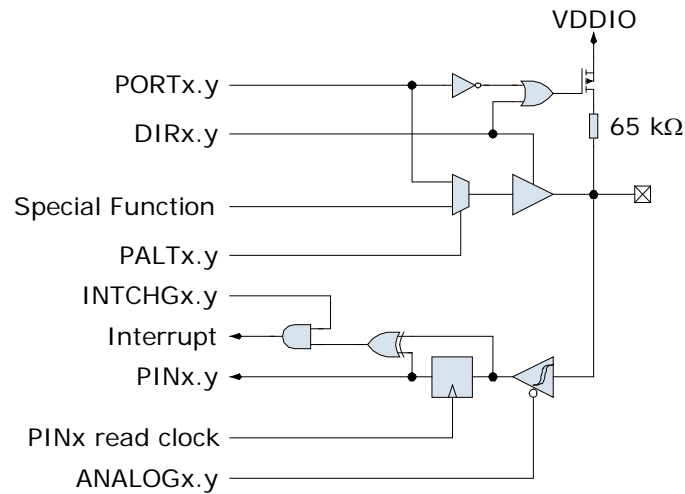 VDDIO
PORTx.y
65 kΩ
DIRx.y
Special Function
PALTx.y
INTCHGx.y
Interrupt
PINx.y
PINx read clock
ANALOGx.y